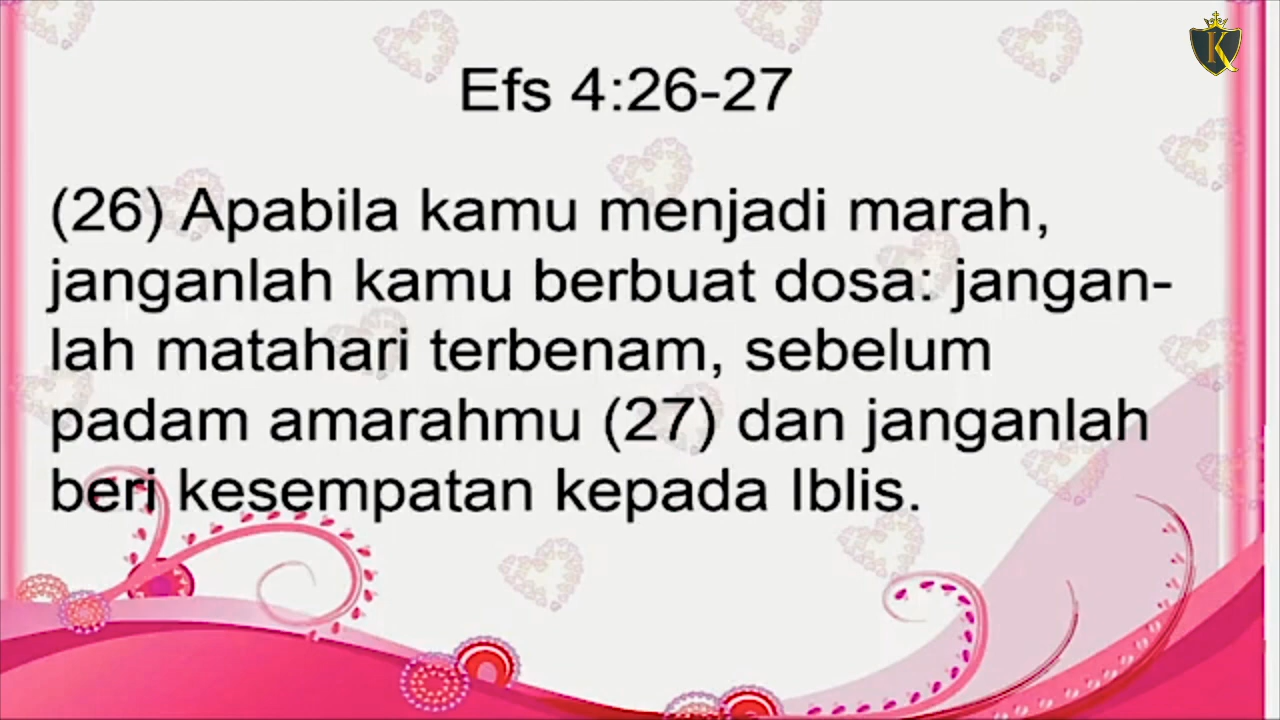 K
Efs 4:26-27
(26) Apabila kamu menjadi marah,
janganlah kamu berbuat dosa: jangan-
lah matahari terbenam, sebelum
padam amarahmu (27) dan janganlah
beri kesempatan kepada Iblis.